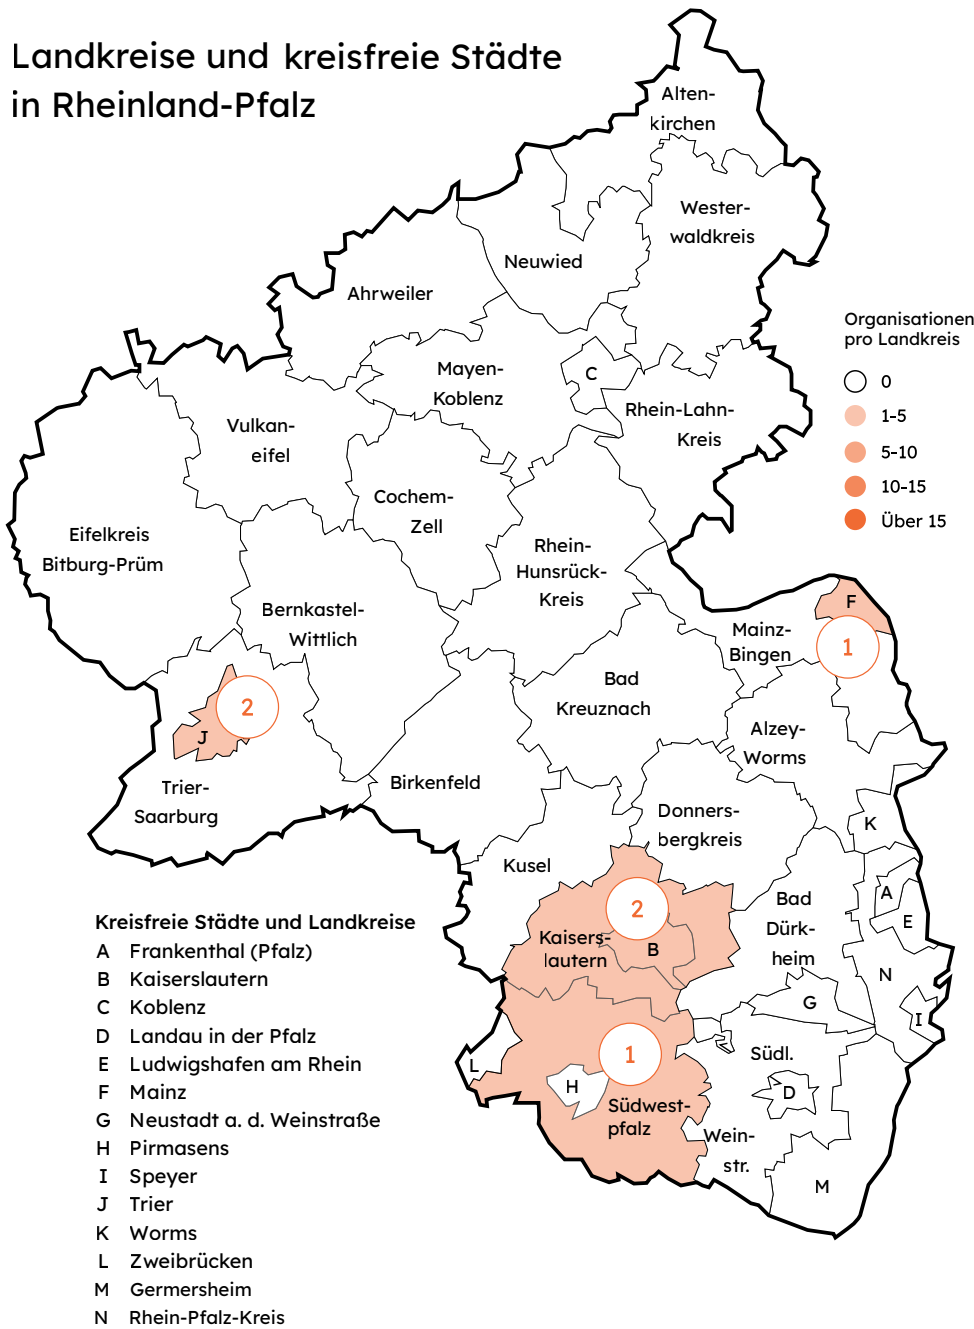 Landkreise und kreisfreie Städte
in Rheinland-Pfalz
Alten-
kirchen
Wester-
waldkreis
Neuwied
Ahrweiler
Organisationen
pro Landkreis
0
1-5
5-10
10-15
Über 15
Mayen-
Koblenz
C
Rhein-Lahn-
Kreis
Vulkan-
eifel
Cochem-
Zell
Eifelkreis
Bitburg-Prüm
Rhein-
Hunsrück-
Kreis
Bernkastel-
Wittlich
F
1
Mainz-
Bingen
Bad
Kreuznach
2
J
Alzey-
Worms
Trier-
Saarburg
Birkenfeld
Donners-
bergkreis
K
Kusel
A
E
Bad
Dürk-
heim
2
Kaisers-
lautern
B
N
G
I
1
Südl.
L
H
D
Südwest-
pfalz
Wein-
str.
M
Kreisfreie Städte und Landkreise
A Frankenthal (Pfalz)
B Kaiserslautern
C Koblenz
D Landau in der Pfalz
E Ludwigshafen am Rhein
F Mainz
G Neustadt a. d. Weinstraße
H Pirmasens
I Speyer
J Trier
K Worms
L Zweibrücken
M Germersheim
N Rhein-Pfalz-Kreis